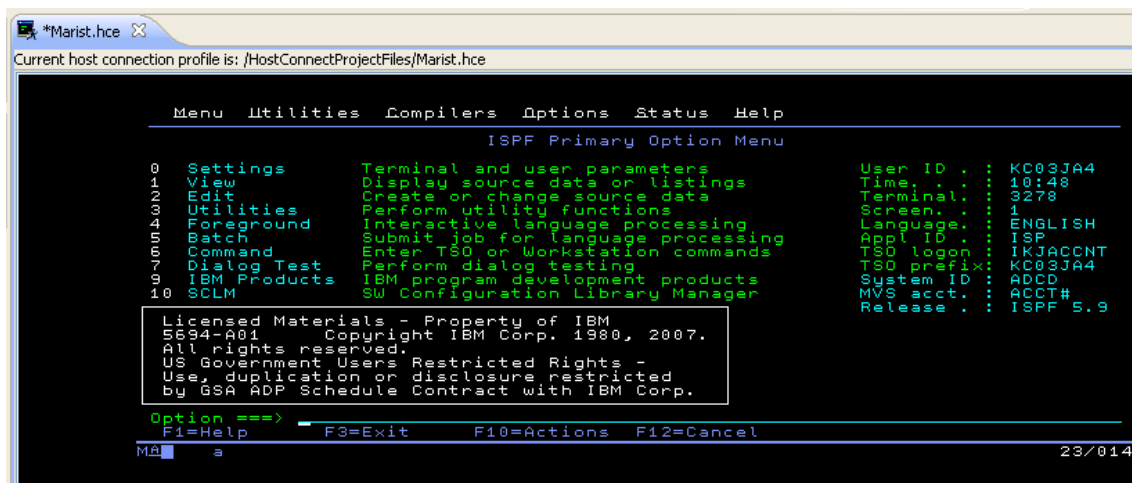 *Marist.hce
Current host connection profile is: /HostConnectProjectFiles/Marist.hce
Menu Utilities Compilers Options Status Help
ISPF Primary Option Menu
0 Settings Terminal and user parameters User ID . : KC03JA4
1 View Display source data or listings Time. . . : 10:48
2 Edit Create or change source data Terminal. : 3278
3 Utilities Perform utility functions Screen. . : 1
4 Foreground Interactive language processing Language. : ENGLISH
5 Batch Submit job for language processing Appl ID . : ISP
6 Command Enter TSO or Workstation commands TSO logon : IKJACCNT
7 Dialog Test Perform dialog testing TSO prefix: KC03JA4
9 IBM Products IBM program development products System ID : ADCD
10 SCLM SW Configuration Library Manager MVS acct. : ACCT#
Release . : ISPF 5.9
Licensed Materials - Property of IBM
5694-A01 Copyright IBM Corp. 1980, 2007.
All rights reserved.
US Government Users Restricted Rights -
Use, duplication or disclosure restricted
by GSA ADP Schedule Contract with IBM Corp.
Option ===>
F1=Help F3=Exit F10=Actions F12=Cancel
MA a 23/014